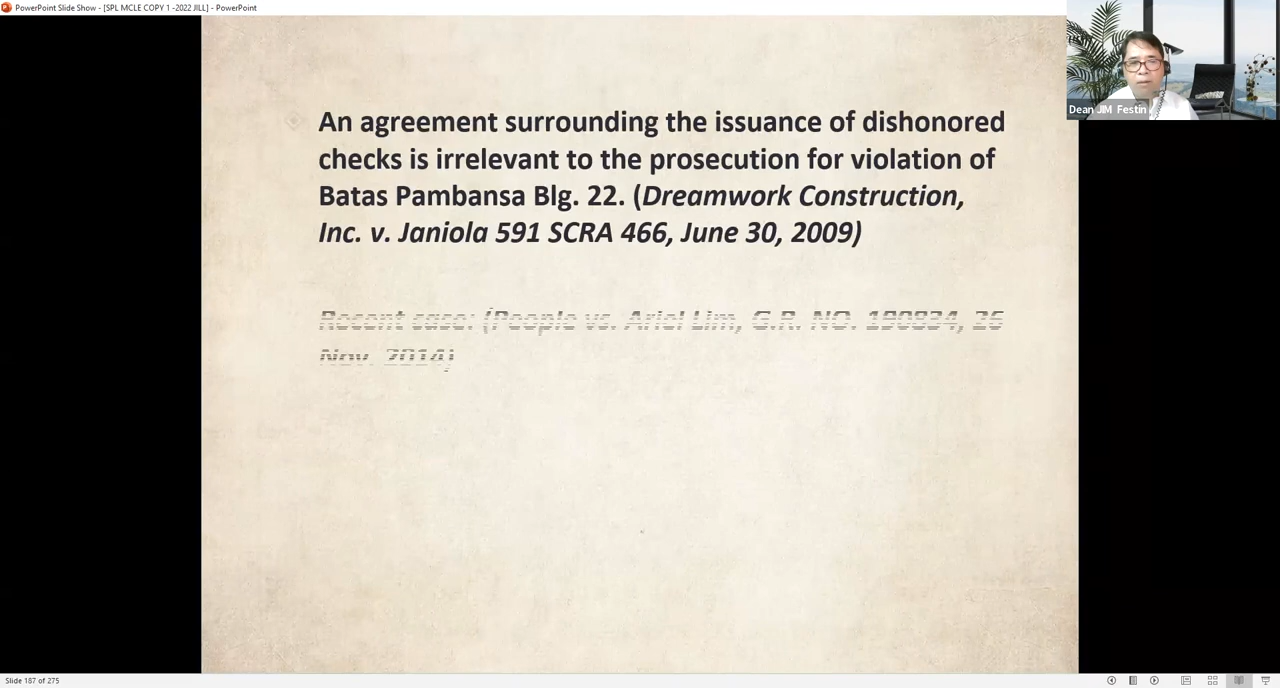 PowerPoint Slide Show - [SPL MCLE COPY 1 -2022 JILL] - PowerPoint
Dean JIM Festin
An agreement surrounding the issuance of dishonored
checks is irrelevant to the prosecution for violation of
Batas Pambansa Blg. 22. (Dreamwork Construction,
Inc. v. Janiola 591 SCRA 466, June 30, 2009)
Recent case: (People vs. Ariel Lim, G.R. NO. 190834, 26
Nov. 2014)
Slide 187 of 275